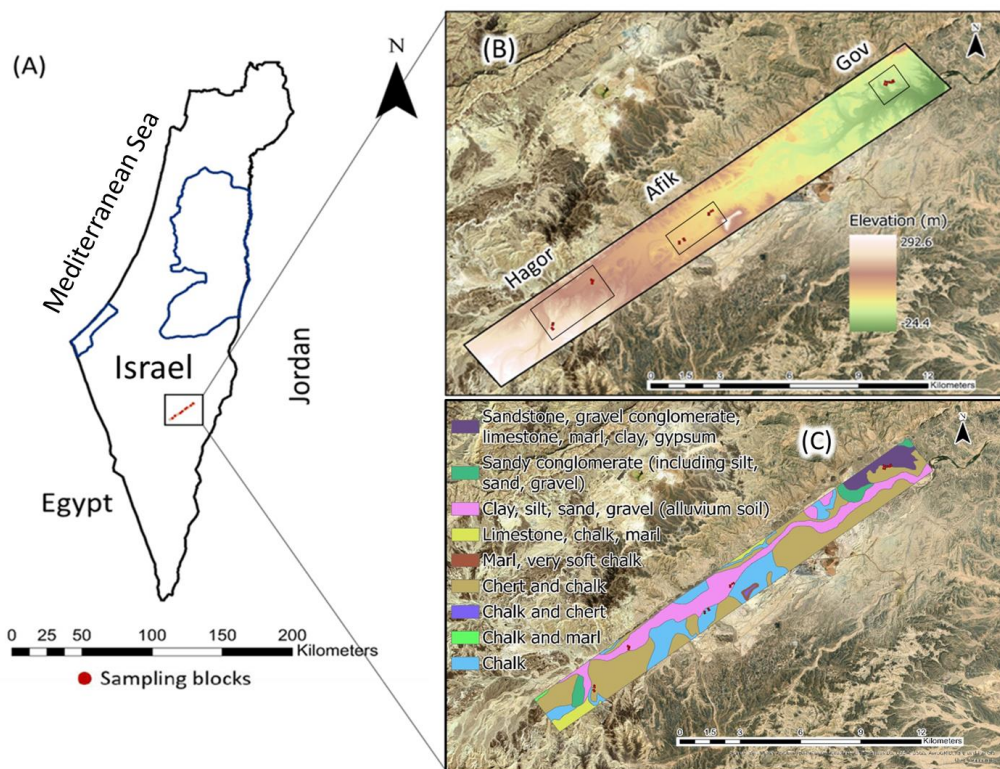 (A)
N
Mediterranean Sea
Israel
Jordan
Egypt
0 25 50 100 150 200
Kilometers
Sampling blocks
(B)
Gov
N
Afik
Hagor
Elevation (m)
292.6
-24.4
0 1.5 3 6 9 12
Kilometers
(C)
N
Sandstone, gravel conglomerate,
limestone, marl, clay, gypsum
Sandy conglomerate (including silt,
sand, gravel)
Clay, silt, sand, gravel (alluvium soil)
Limestone, chalk, marl
Marl, very soft chalk
Chert and chalk
Chalk and chert
Chalk and marl
Chalk
0 1.5 3 6 9 12
Kilometers